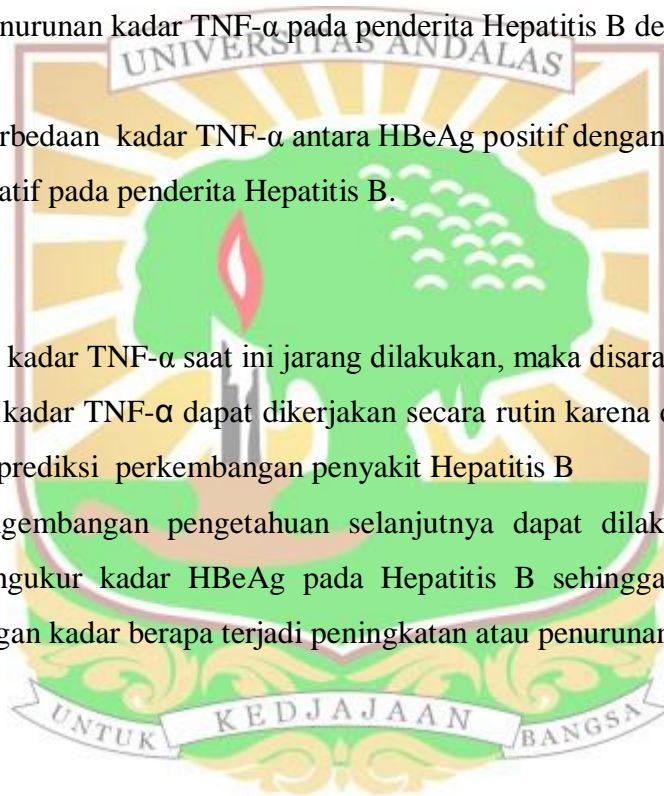 nurunan kadar TNF-α pada penderita Hepatitis B de
UNIVERSITAS ANDALAS
rbedaan kadar TNF-α antara HBeAg positif dengan
atif pada penderita Hepatitis B.
kadar TNF-α saat ini jarang dilakukan, maka disara
kadar TNF-α dapat dikerjakan secara rutin karena
prediksi perkembangan penyakit Hepatitis B
gembangan pengetahuan selanjutnya dapat dilak
ngukur kadar HBeAg pada Hepatitis B sehingga
gan kadar berapa terjadi peningkatan atau penurunan
UNTUK KEDJAJAAN BANGSA